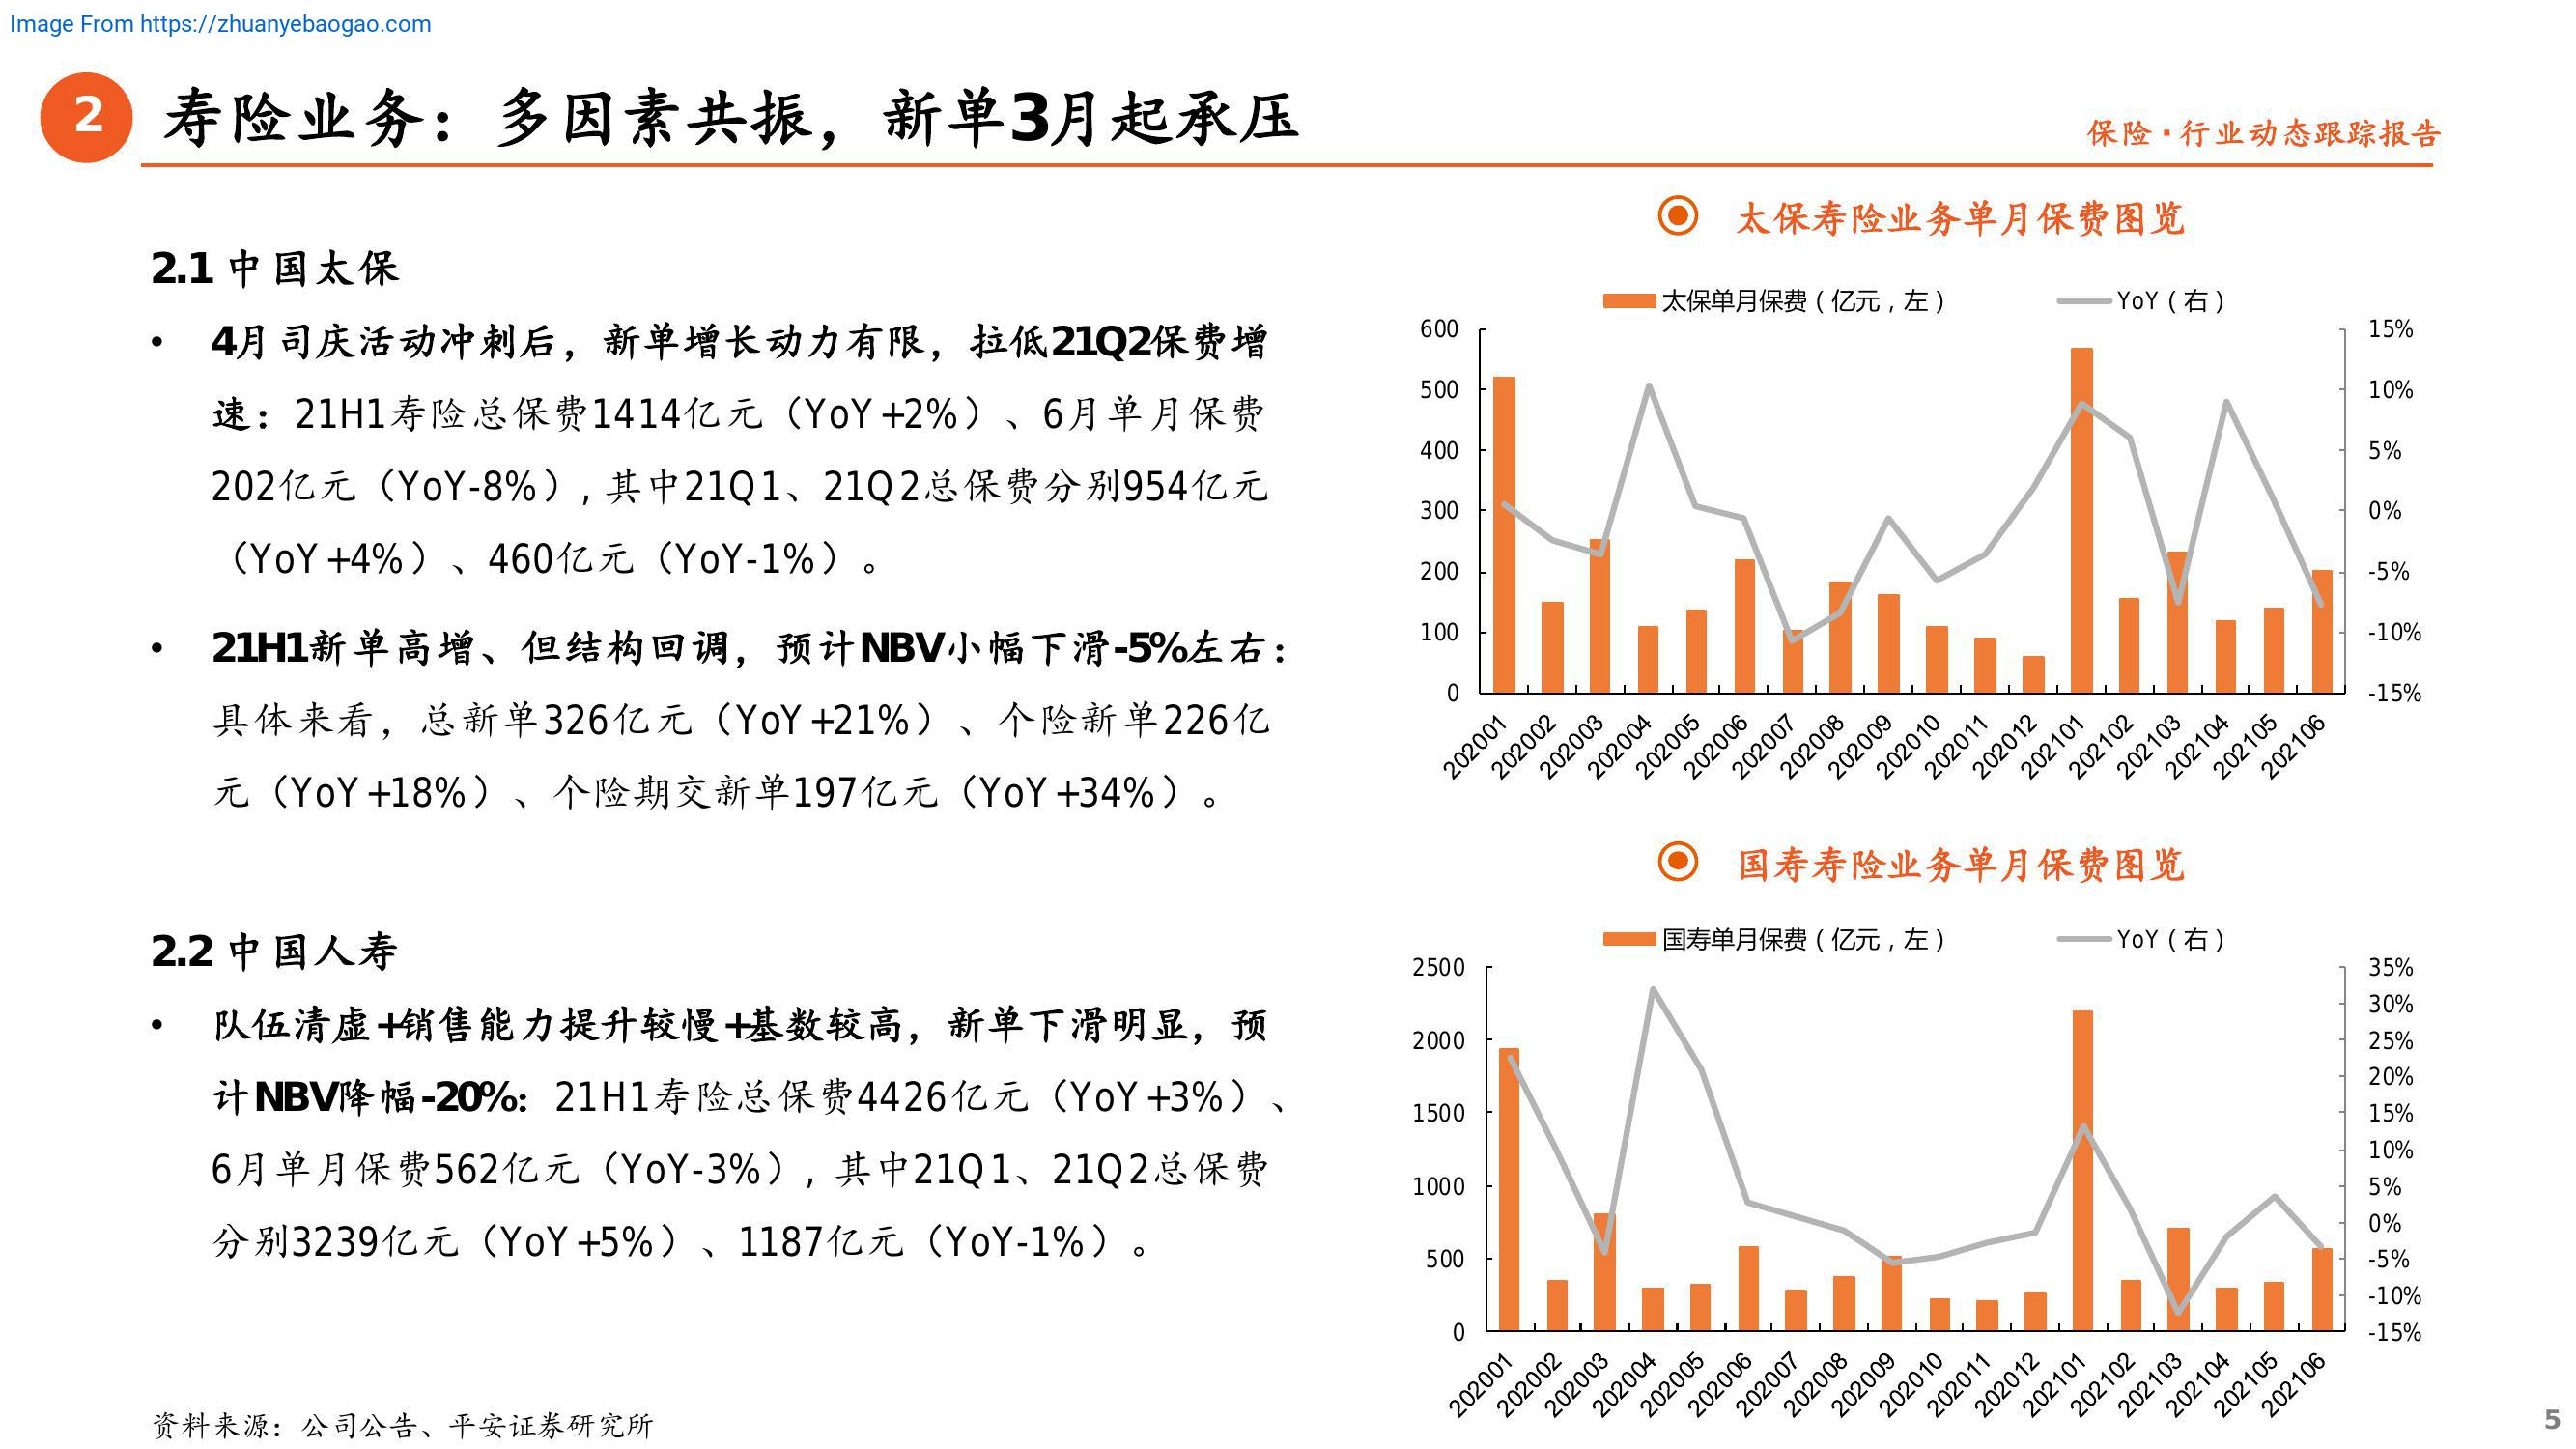 Image From https://zhuanyebaogao.com
2
寿险业务：多因素共振，新单3月起承压
保险·行业动态跟踪报告
2.1 中国太保
• 4月司庆活动冲刺后，新单增长动力有限，拉低21Q2保费增
速：21H1寿险总保费1414亿元（YoY+2%）、6月单月保费
202亿元（YoY-8%）,其中21Q1、21Q2总保费分别954亿元
（YoY+4%）、460亿元（YoY-1%）。
• 21H1新单高增、但结构回调，预计NBV小幅下滑-5%左右：
具体来看，总新单326亿元（YoY+21%）、个险新单226亿
元（YoY+18%）、个险期交新单197亿元（YoY+34%）。
2.2 中国人寿
• 队伍清虚+销售能力提升较慢+基数较高，新单下滑明显，预
计NBV降幅-20%：21H1寿险总保费4426亿元（YoY+3%）、
6月单月保费562亿元（YoY-3%）, 其中21Q1、21Q2总保费
分别3239亿元（YoY+5%）、1187亿元（YoY-1%）。
太保寿险业务单月保费图览
太保单月保费（亿元，左） YoY（右）
600 15%
500 10%
400 5%
300 0%
200 -5%
100 -10%
0 -15%
202001 202002 202003 202004 202005 202006 202007 202008 202009 202010 202011 202012 202101 202102 202103 202104 202105 202106
国寿寿险业务单月保费图览
国寿单月保费（亿元，左） YoY（右）
2500 35%
30%
2000 25%
20%
1500 15%
10%
1000 5%
0%
500 -5%
-10%
0 -15%
202001 202002 202003 202004 202005 202006 202007 202008 202009 202010 202011 202012 202101 202102 202103 202104 202105 202106
资料来源：公司公告、平安证券研究所
5